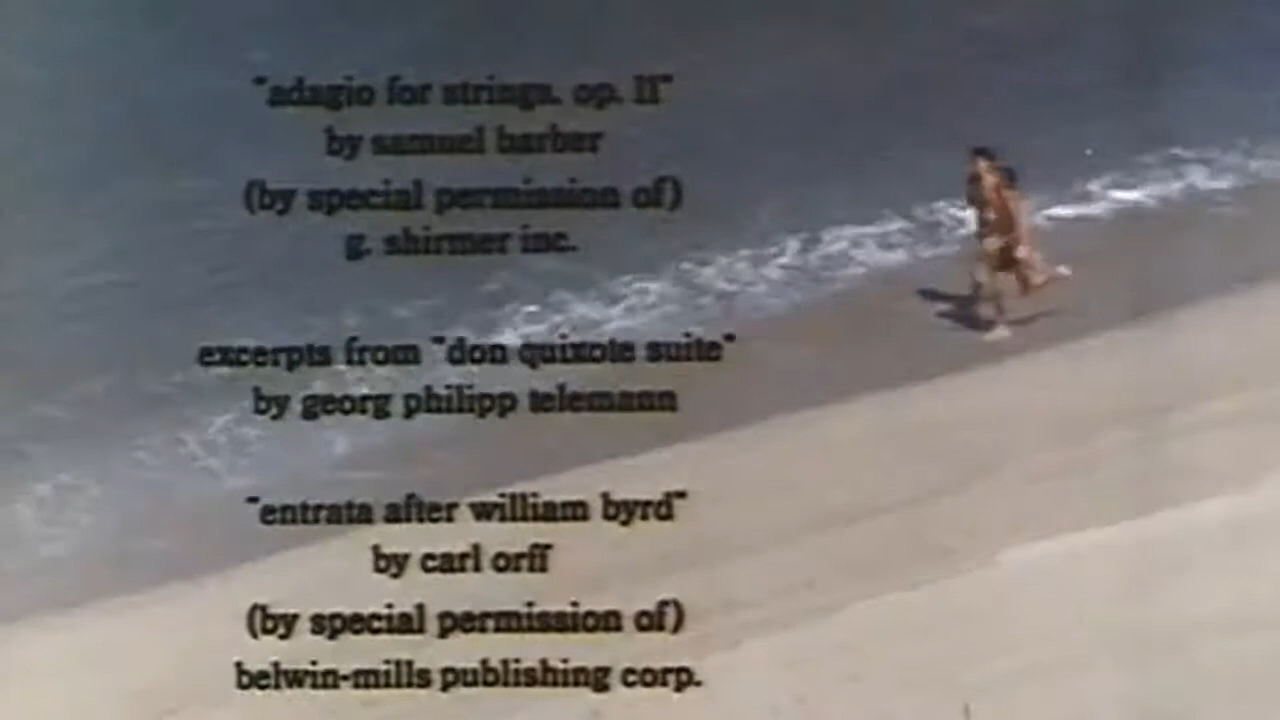 "adagio for strings, op. 11"
by samuel barber
(by special permission of)
g. shirmer inc.
excerpts from "don quixote suite"
by georg philipp telemann
"entrata after william byrd"
by carl orff
(by special permission of)
belwin-mills publishing corp.